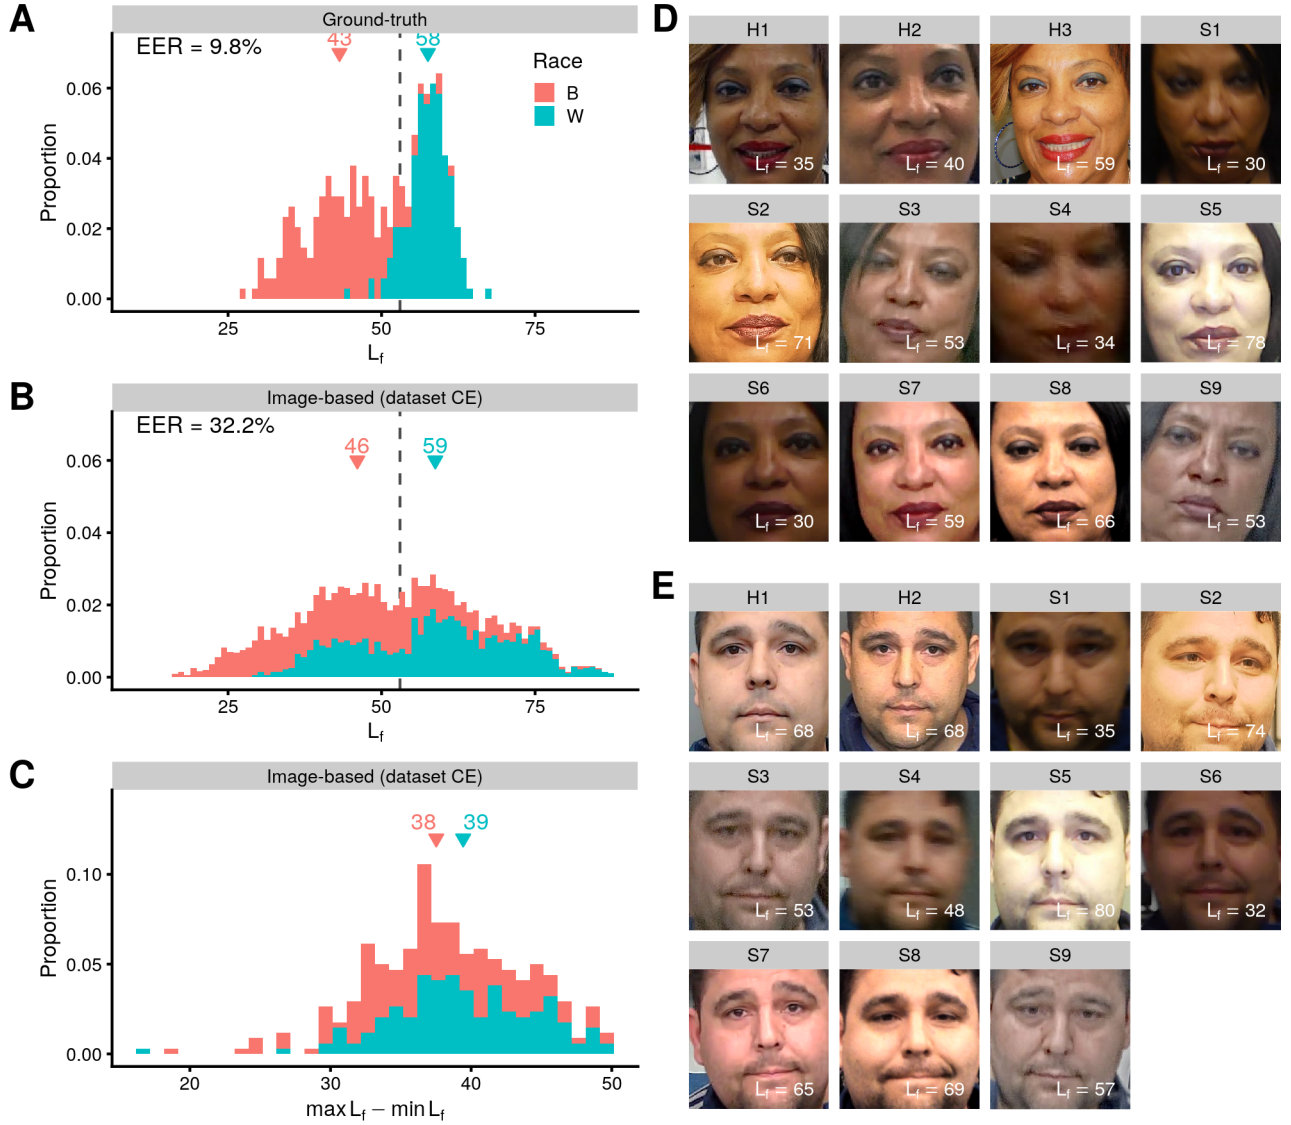 A
Ground-truth
EER = 9.8%
43
58
Race
B
W
0.06
0.04
0.02
0.00
Proportion
25
50
75
Lf
B
Image-based (dataset CE)
EER = 32.2%
46
59
0.06
0.04
0.02
0.00
Proportion
25
50
75
Lf
C
Image-based (dataset CE)
38
39
0.10
0.05
0.00
Proportion
20
30
40
50
max Lf − min Lf
D
H1
H2
H3
S1
Lf = 35
Lf = 40
Lf = 59
Lf = 30
S2
S3
S4
S5
Lf = 71
Lf = 53
Lf = 34
Lf = 78
S6
S7
S8
S9
Lf = 30
Lf = 59
Lf = 66
Lf = 53
E
H1
H2
S1
S2
Lf = 68
Lf = 68
Lf = 35
Lf = 74
S3
S4
S5
S6
Lf = 53
Lf = 48
Lf = 80
Lf = 32
S7
S8
S9
Lf = 65
Lf = 69
Lf = 57